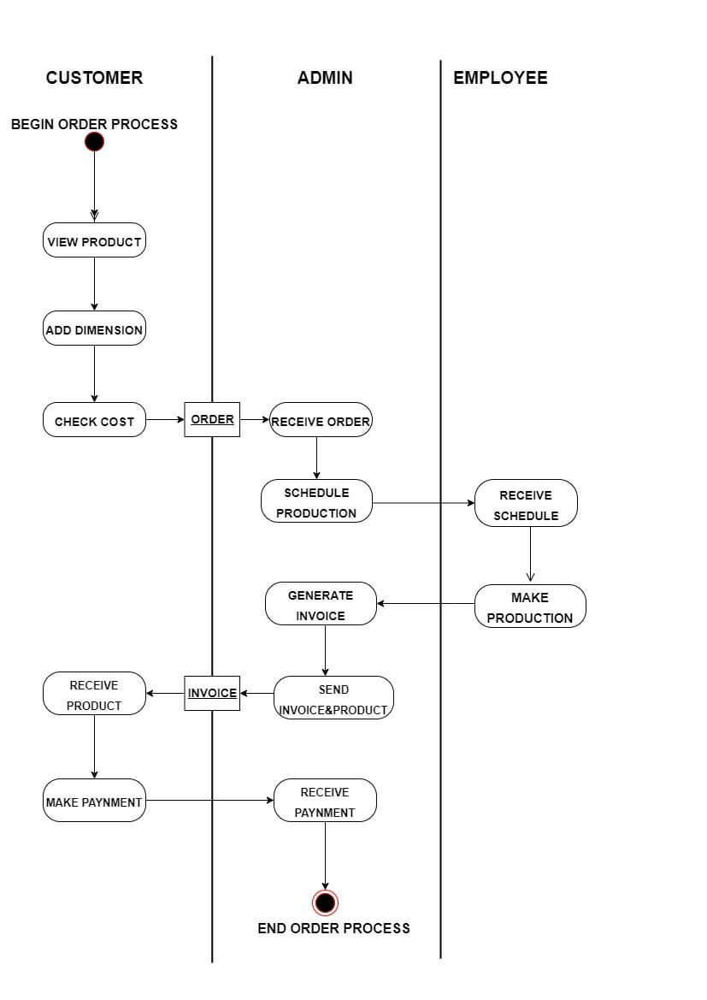 CUSTOMER
ADMIN
EMPLOYEE
BEGIN ORDER PROCESS
VIEW PRODUCT
ADD DIMENSION
CHECK COST
ORDER
RECEIVE ORDER
SCHEDULE
PRODUCTION
RECEIVE
SCHEDULE
MAKE
PRODUCTION
GENERATE
INVOICE
SEND
INVOICE&PRODUCT
INVOICE
RECEIVE
PRODUCT
MAKE PAYNMENT
RECEIVE
PAYNMENT
END ORDER PROCESS